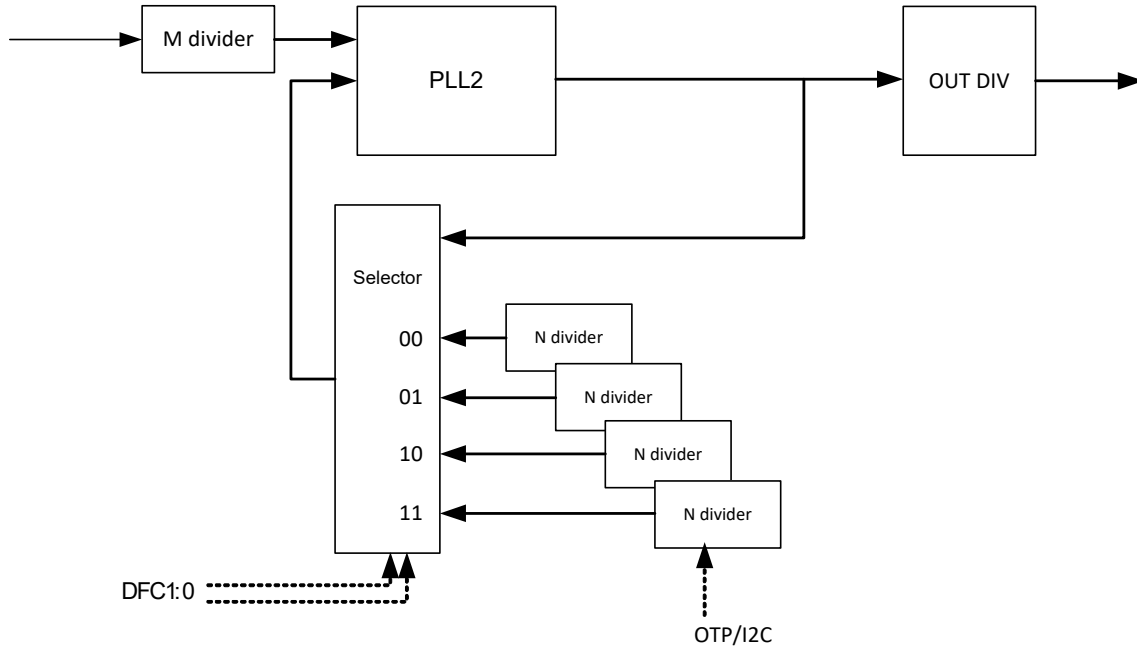 M divider
PLL2
OUT DIV
Selector
00
N divider
01
N divider
10
N divider
11
N divider
DFC1:0
OTP/I2C